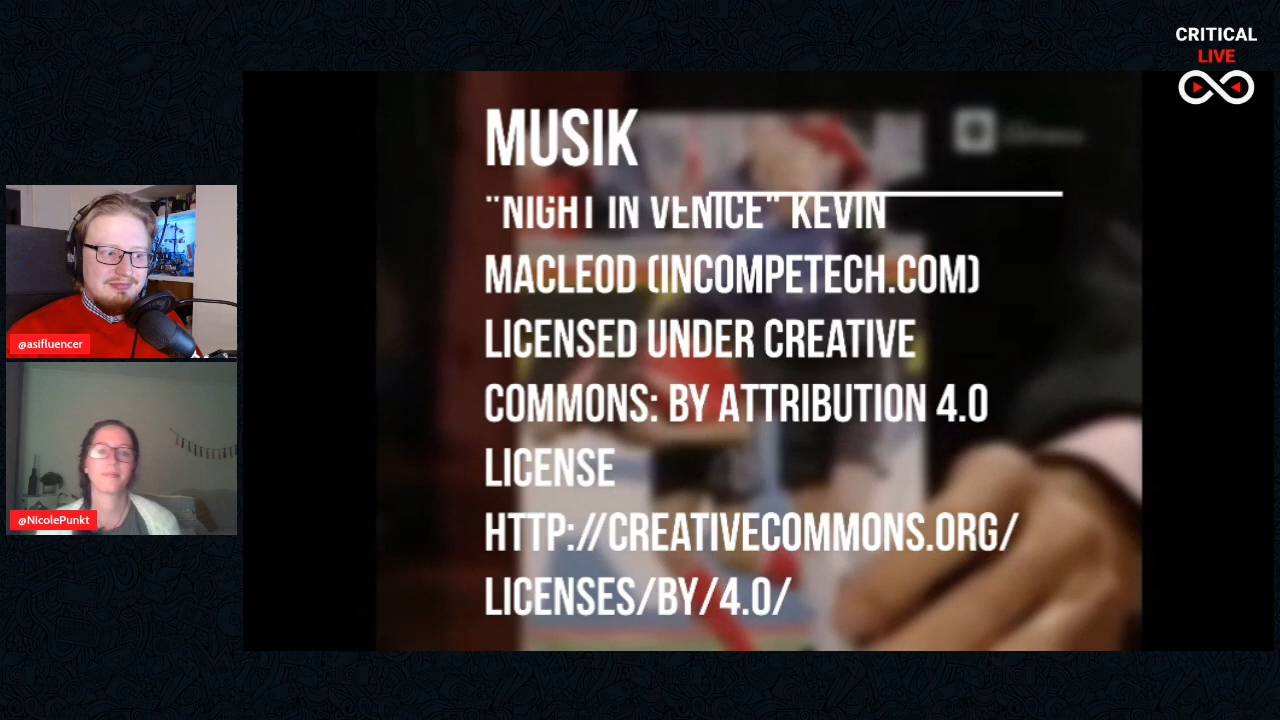 CRITICAL
LIVE
MUSIK
"NIGHT IN VENICE" KEVIN
MACLEOD (INCOMPETECH.COM)
LICENSED UNDER CREATIVE
COMMONS: BY ATTRIBUTION 4.0
LICENSE
HTTP://CREATIVECOMMONS.ORG/
LICENSES/BY/4.0/
@asifluencer
@NicolePunkt